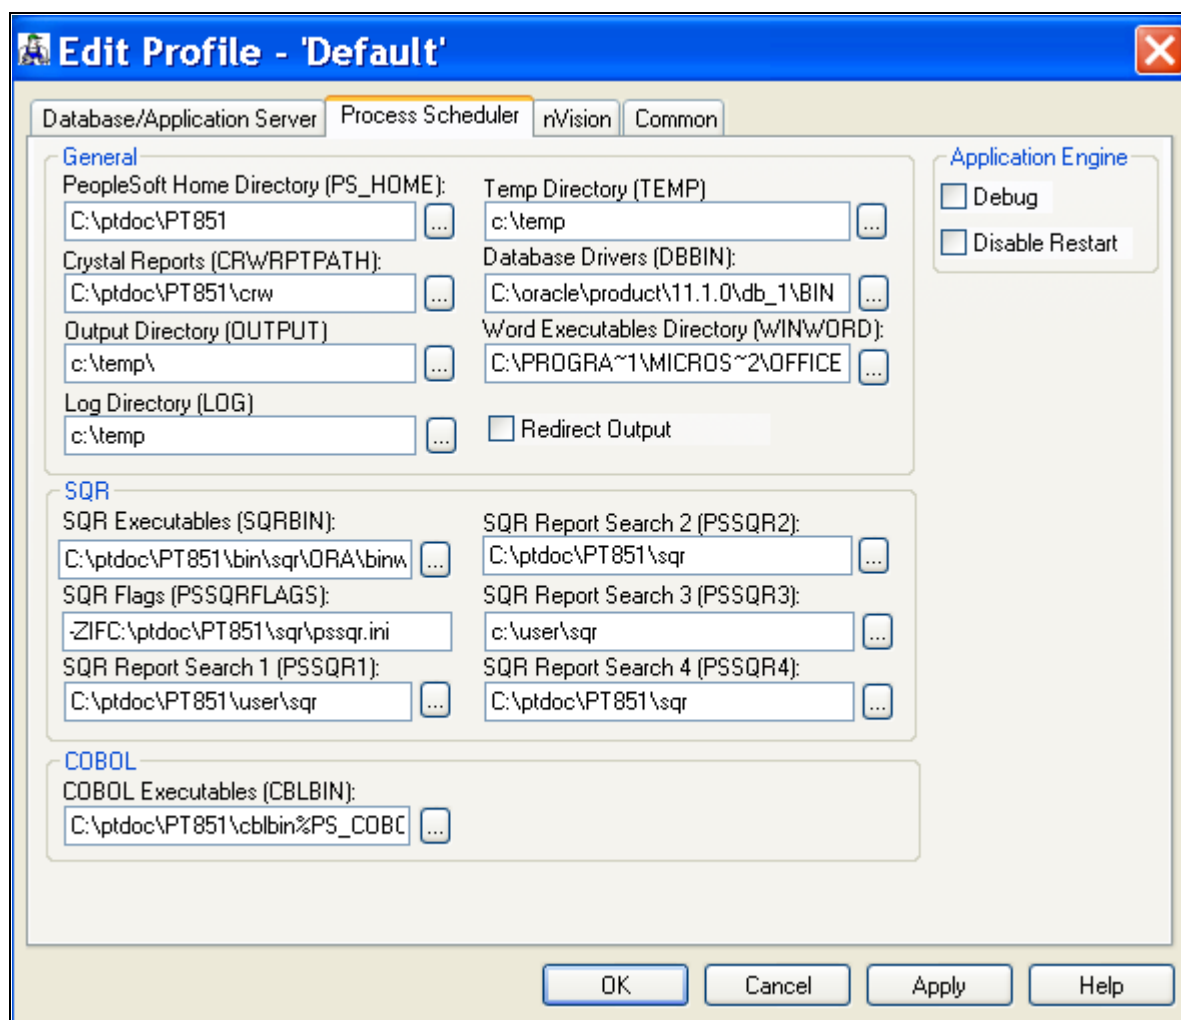 Edit Profile - 'Default'
Database/Application Server Process Scheduler nVision Common
General
PeopleSoft Home Directory (PS_HOME):
C:\ptdoc\PT851 ...
Temp Directory (TEMP)
c:\temp ...
Crystal Reports (CRWRPTPATH):
C:\ptdoc\PT851\crw ...
Database Drivers (DBBIN):
C:\oracle\product\11.1.0\db_1\BIN ...
Output Directory (OUTPUT)
c:\temp\ ...
Word Executables Directory (WINWORD):
C:\PROGRA~1\MICROS~2\OFFICE ...
Log Directory (LOG)
c:\temp ...
Redirect Output
Application Engine
Debug
Disable Restart
SQR
SQR Executables (SQRBIN):
C:\ptdoc\PT851\bin\sqr\ORA\binw ...
SQR Report Search 2 (PSSQR2):
C:\ptdoc\PT851\sqr ...
SQR Flags (PSSQRFLAGS):
-ZIFC:\ptdoc\PT851\sqr\pssqr.ini
SQR Report Search 3 (PSSQR3):
c:\user\sqr ...
SQR Report Search 1 (PSSQR1):
C:\ptdoc\PT851\user\sqr ...
SQR Report Search 4 (PSSQR4):
C:\ptdoc\PT851\sqr ...
COBOL
COBOL Executables (CBLBIN):
C:\ptdoc\PT851\cblbin%PS_COBC ...
OK Cancel Apply Help